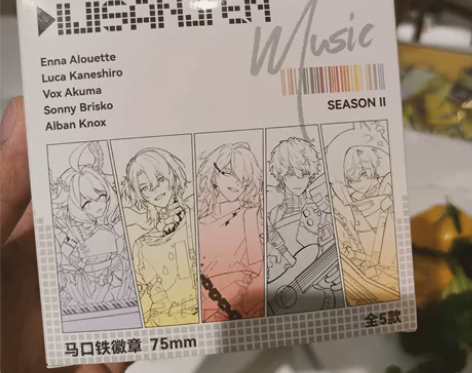 Music
Enna Alouette
Luca Kaneshiro
Vox Akuma
Sonny Brisko
Alban Knox
SEASON II
全5款
马口铁徽章 75mm